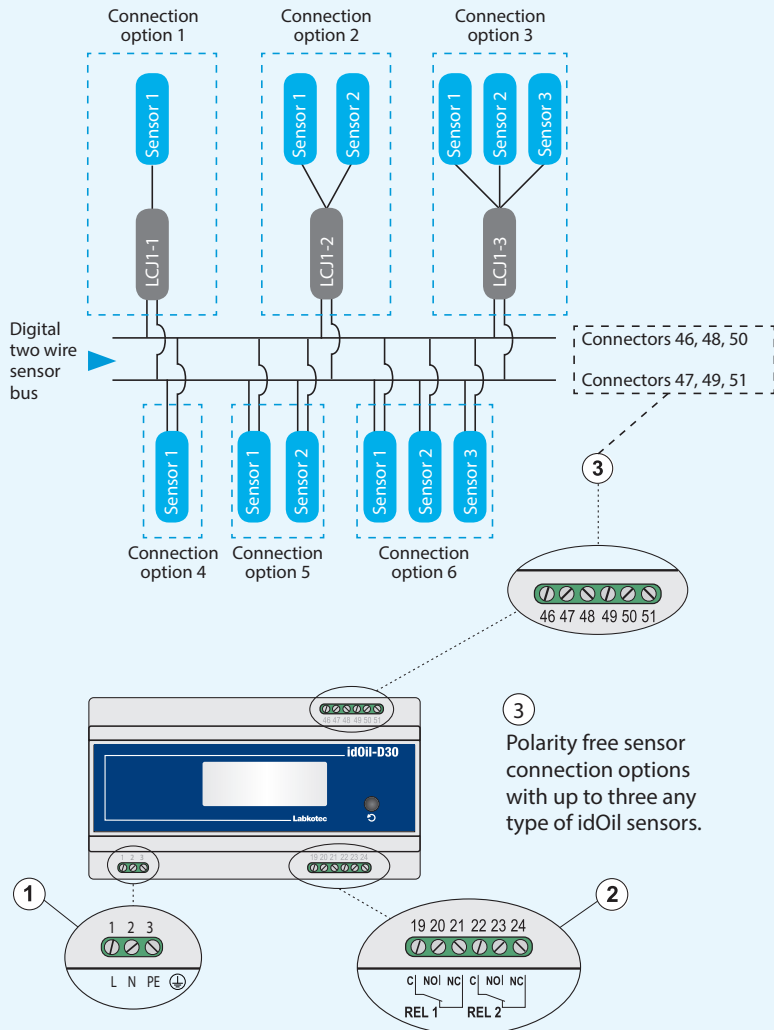 Connection
option 1
Connection
option 2
Connection
option 3
Sensor 1
Sensor 1
Sensor 2
Sensor 1
Sensor 2
Sensor 3
LCJ1-1
LCJ1-2
LCJ1-3
Digital
two wire
sensor
bus
Connectors 46, 48, 50
Connectors 47, 49, 51
Sensor 1
Sensor 1
Sensor 2
Sensor 1
Sensor 2
Sensor 3
Connection
option 4
Connection
option 5
Connection
option 6
3
46 47 48 49 50 51
46 47 48 49 50 51
idOil-D30
Labkotec
3
Polarity free sensor
connection options
with up to three any
type of idOil sensors.
1 2 3
19 20 21 22 23 24
1
1 2 3
L N PE
2
19 20 21 22 23 24
C NO NC C NO NC
REL 1 REL 2